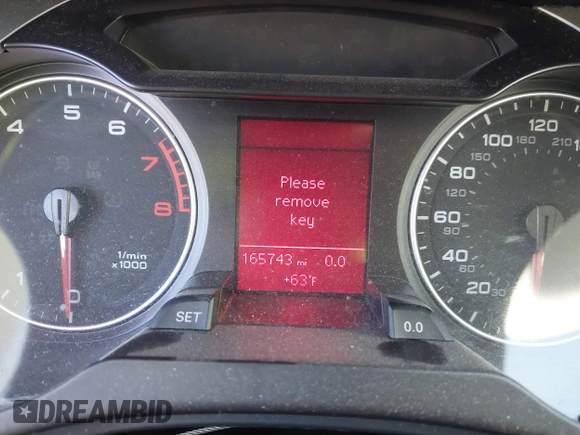 4 5 6 7 8
1/min
x1000
1 0
Please
remove
key
165743 mi 0.0
+63°F
SET
0.0
120
100 180 210
150
80
120
60
90
40
60
20 30
DREAMBID